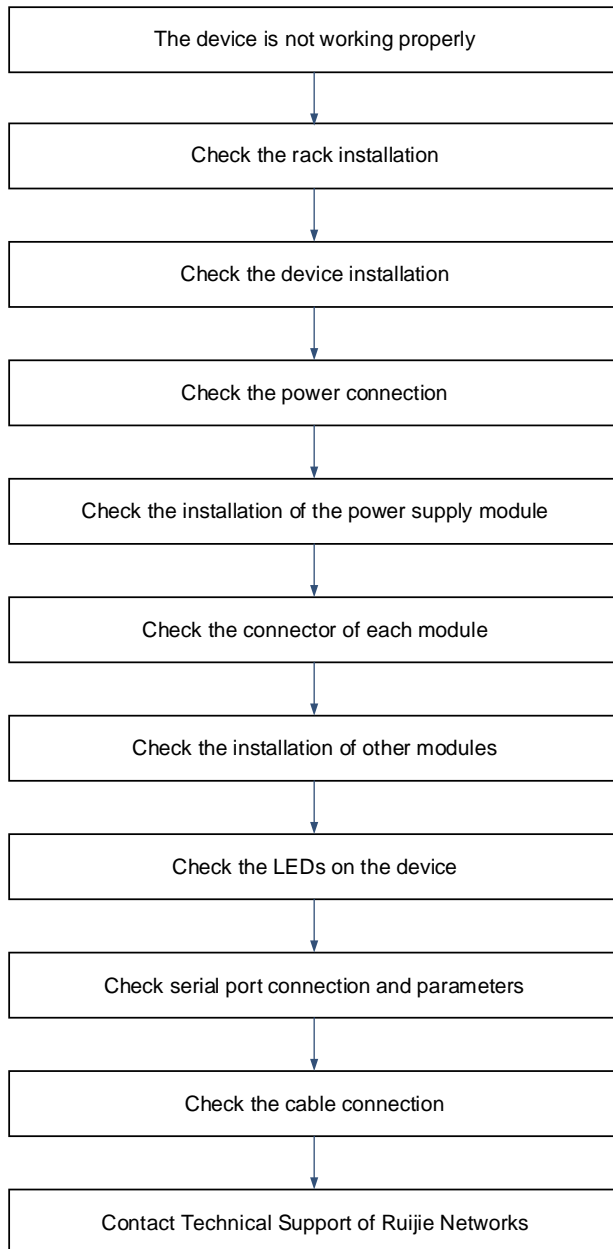 The device is not working properly
Check the rack installation
Check the device installation
Check the power connection
Check the installation of the power supply module
Check the connector of each module
Check the installation of other modules
Check the LEDs on the device
Check serial port connection and parameters
Check the cable connection
Contact Technical Support of Ruijie Networks